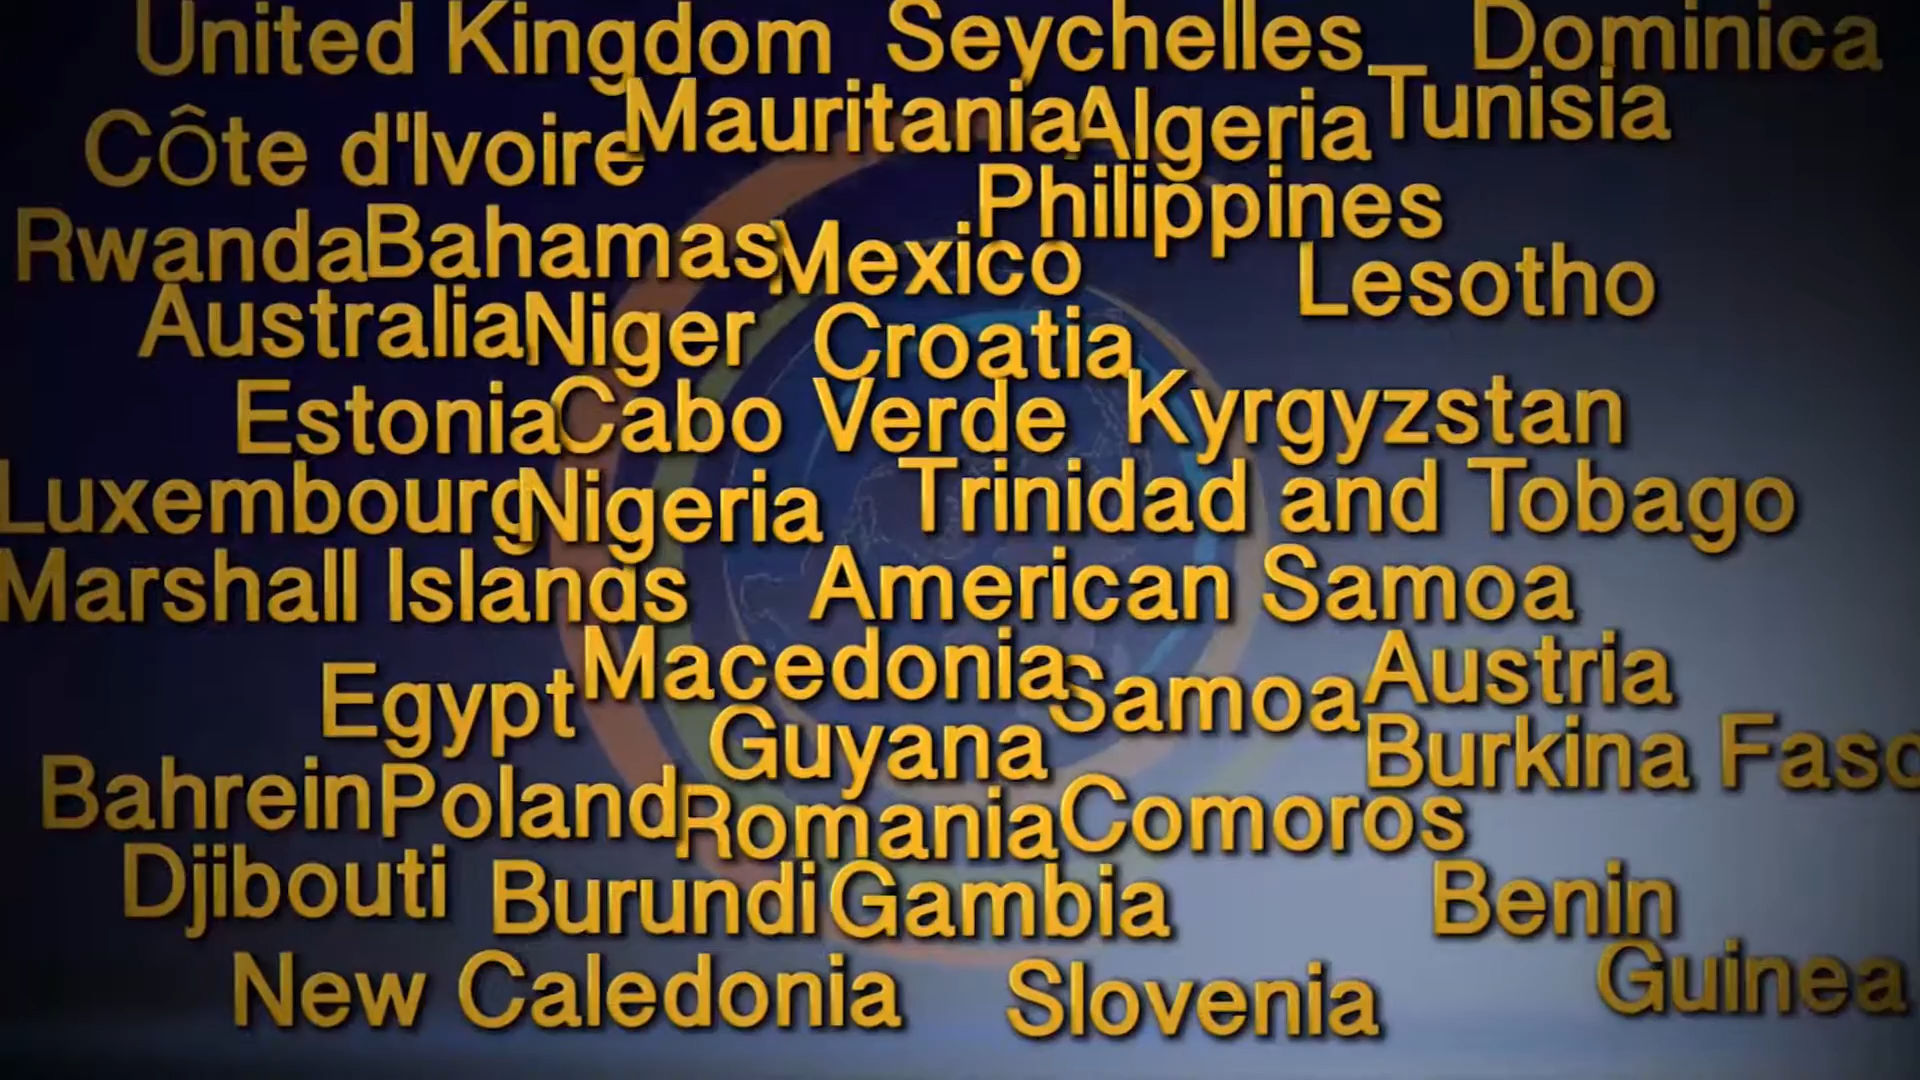 United Kingdom Seychelles Dominica
Côte d'Ivoire Mauritania Algeria Tunisia
Philippines
Rwanda Bahamas Mexico Lesotho
Australia Niger Croatia
Estonia Cabo Verde Kyrgyzstan
Luxembourg Nigeria Trinidad and Tobago
Marshall Islands American Samoa
Egypt Macedonia Samoa Austria
Guyana Burkina Faso
Bahrein Poland Romania Comoros
Djibouti Burundi Gambia Benin
New Caledonia Slovenia Guinea